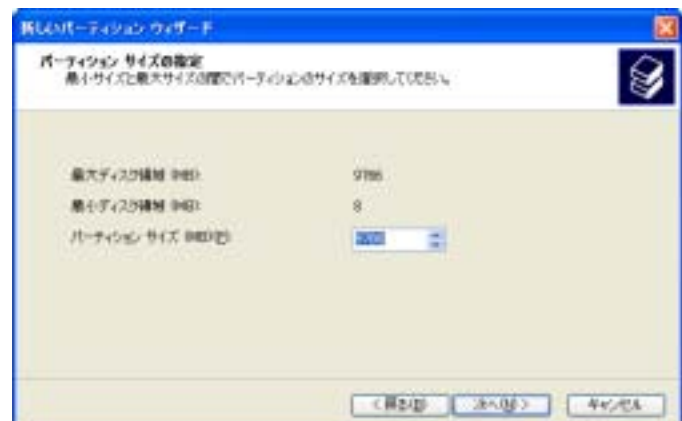 新しいパーティション ウィザード
パーティション サイズの指定
最小サイズと最大サイズの間でパーティションのサイズを選択してください。
最大ディスク領域 (MB):
最小ディスク領域 (MB): 8
パーティション サイズ (MB)(P):
< 戻る(B) 次へ(N) > キャンセル